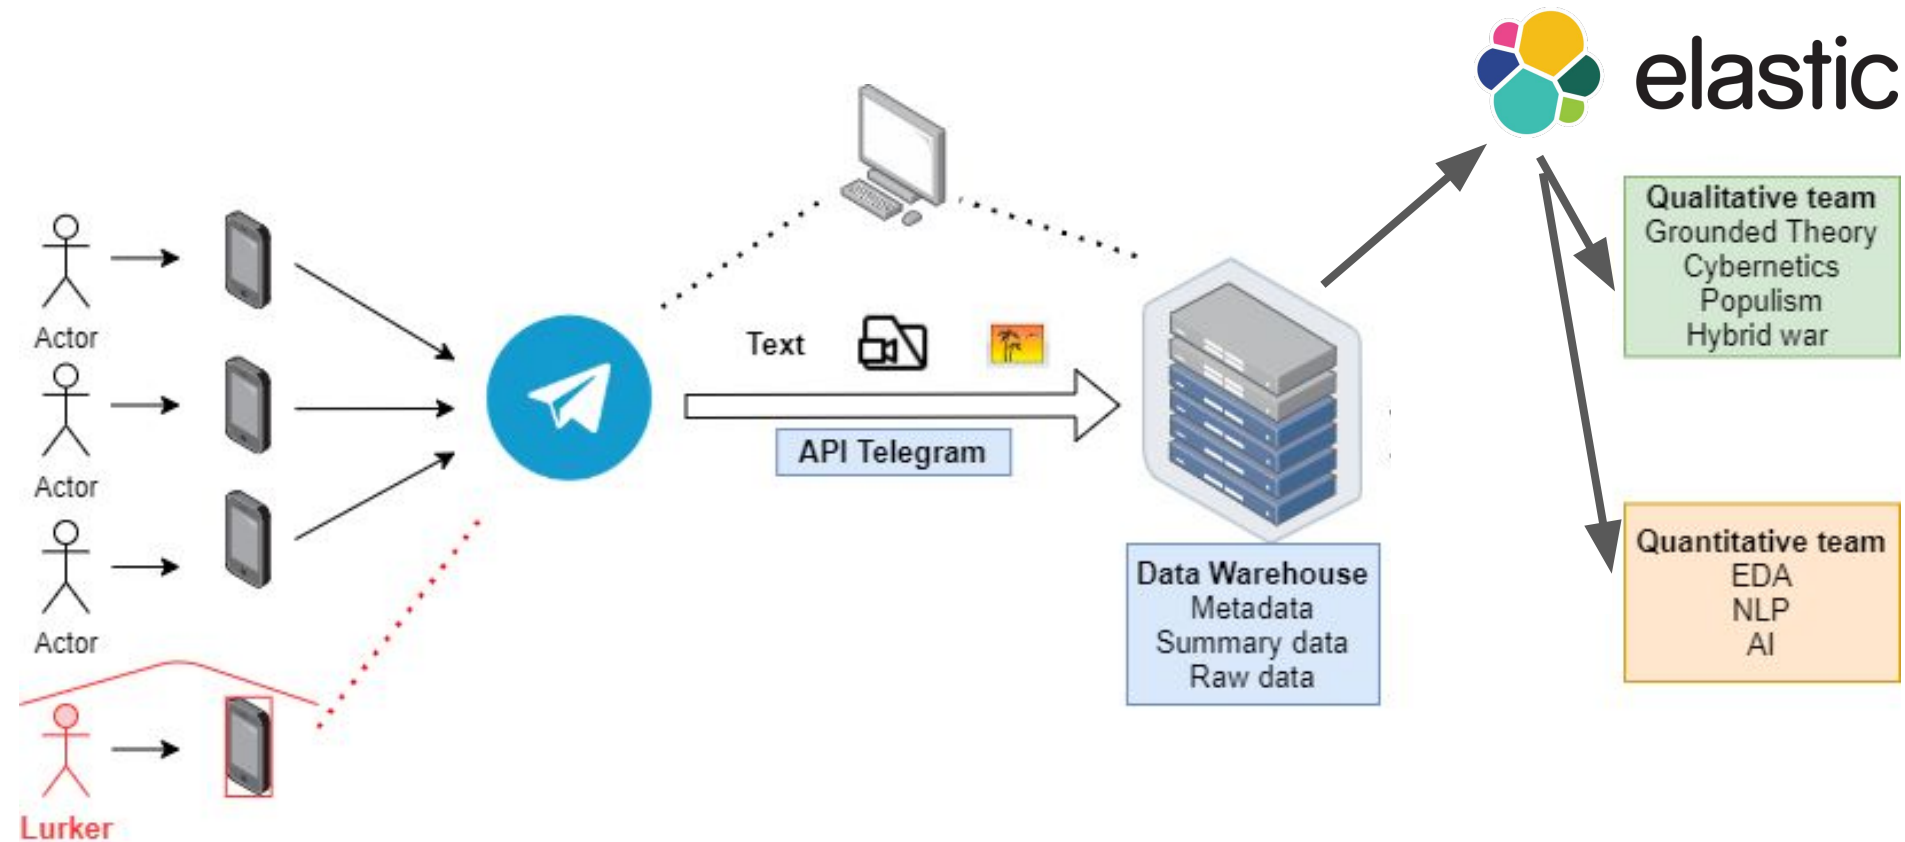 elastic
Actor
Actor
Actor
Lurker
Text
API Telegram
Data Warehouse
Metadata
Summary data
Raw data
Qualitative team
Grounded Theory
Cybernetics
Populism
Hybrid war
Quantitative team
EDA
NLP
AI